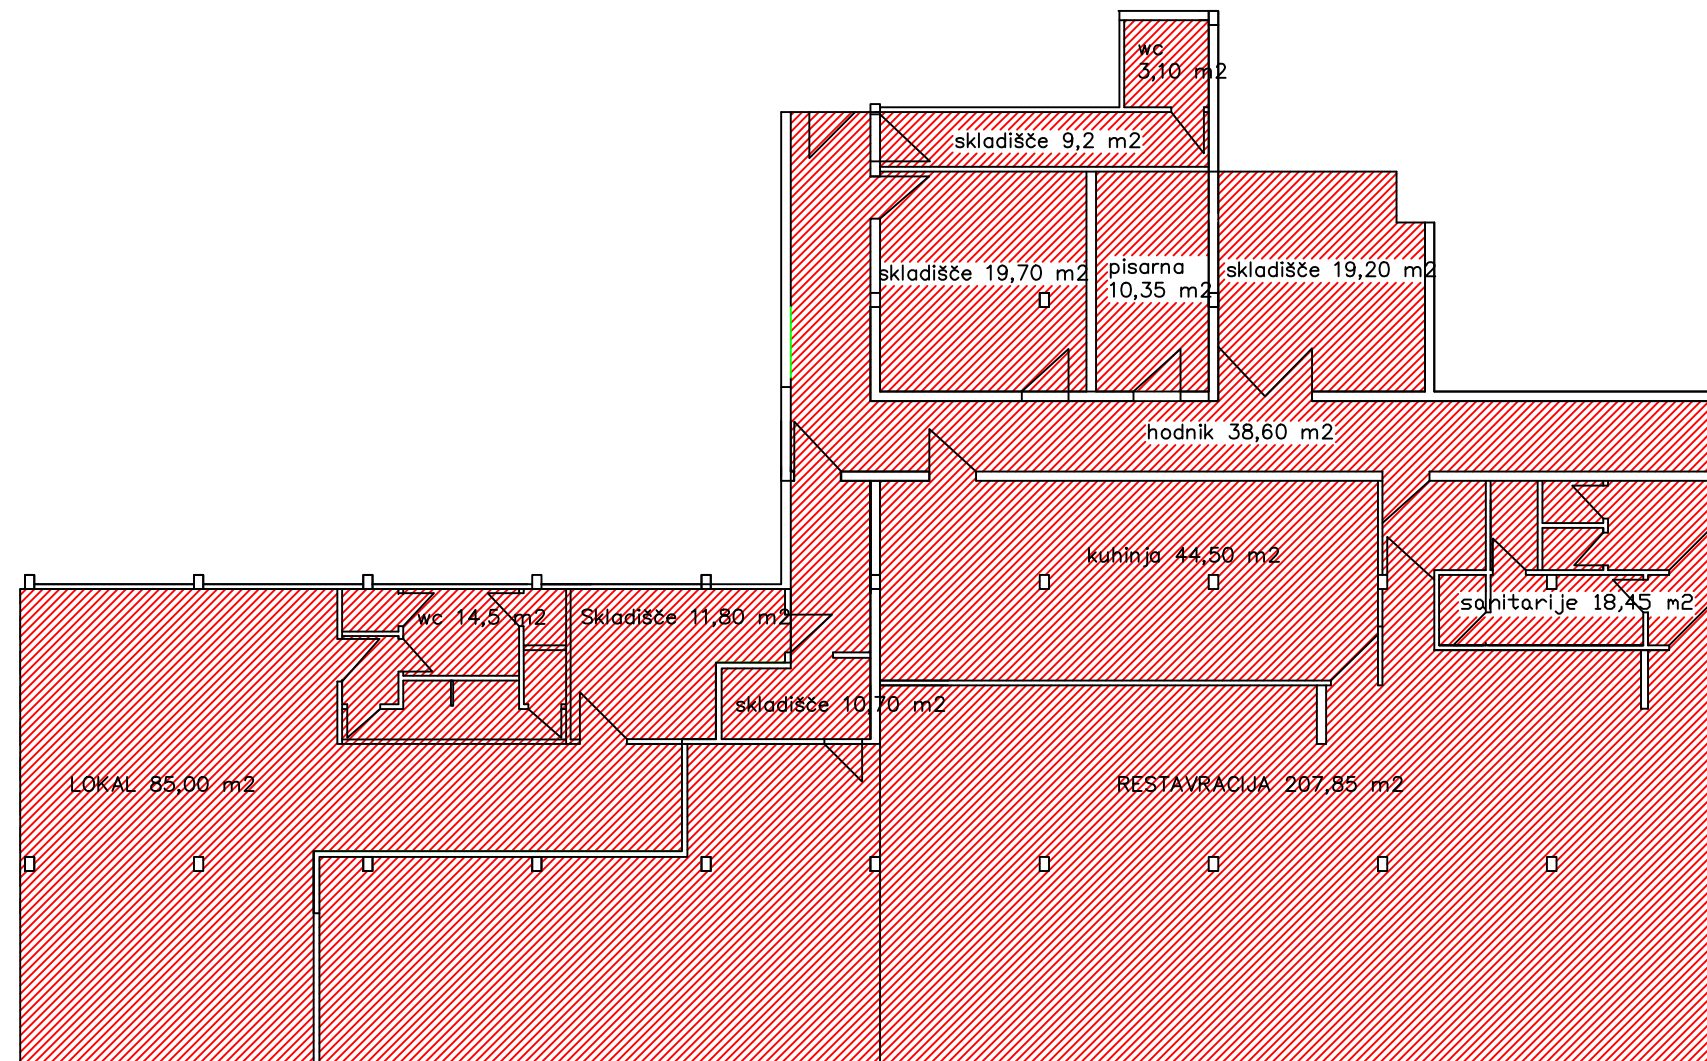 wc
3,10 m2
skladišče 9,2 m2
skladišče 19,70 m2
pisarna
10,35 m2
skladišče 19,20 m2
hodnik 38,60 m2
kuhinja 44,50 m2
sanitarije 18,45 m2
wc 14,5 m2
Skladišče 11,80 m2
skladišče 10,70 m2
LOKAL 85,00 m2
RESTAVRACIJA 207,85 m2